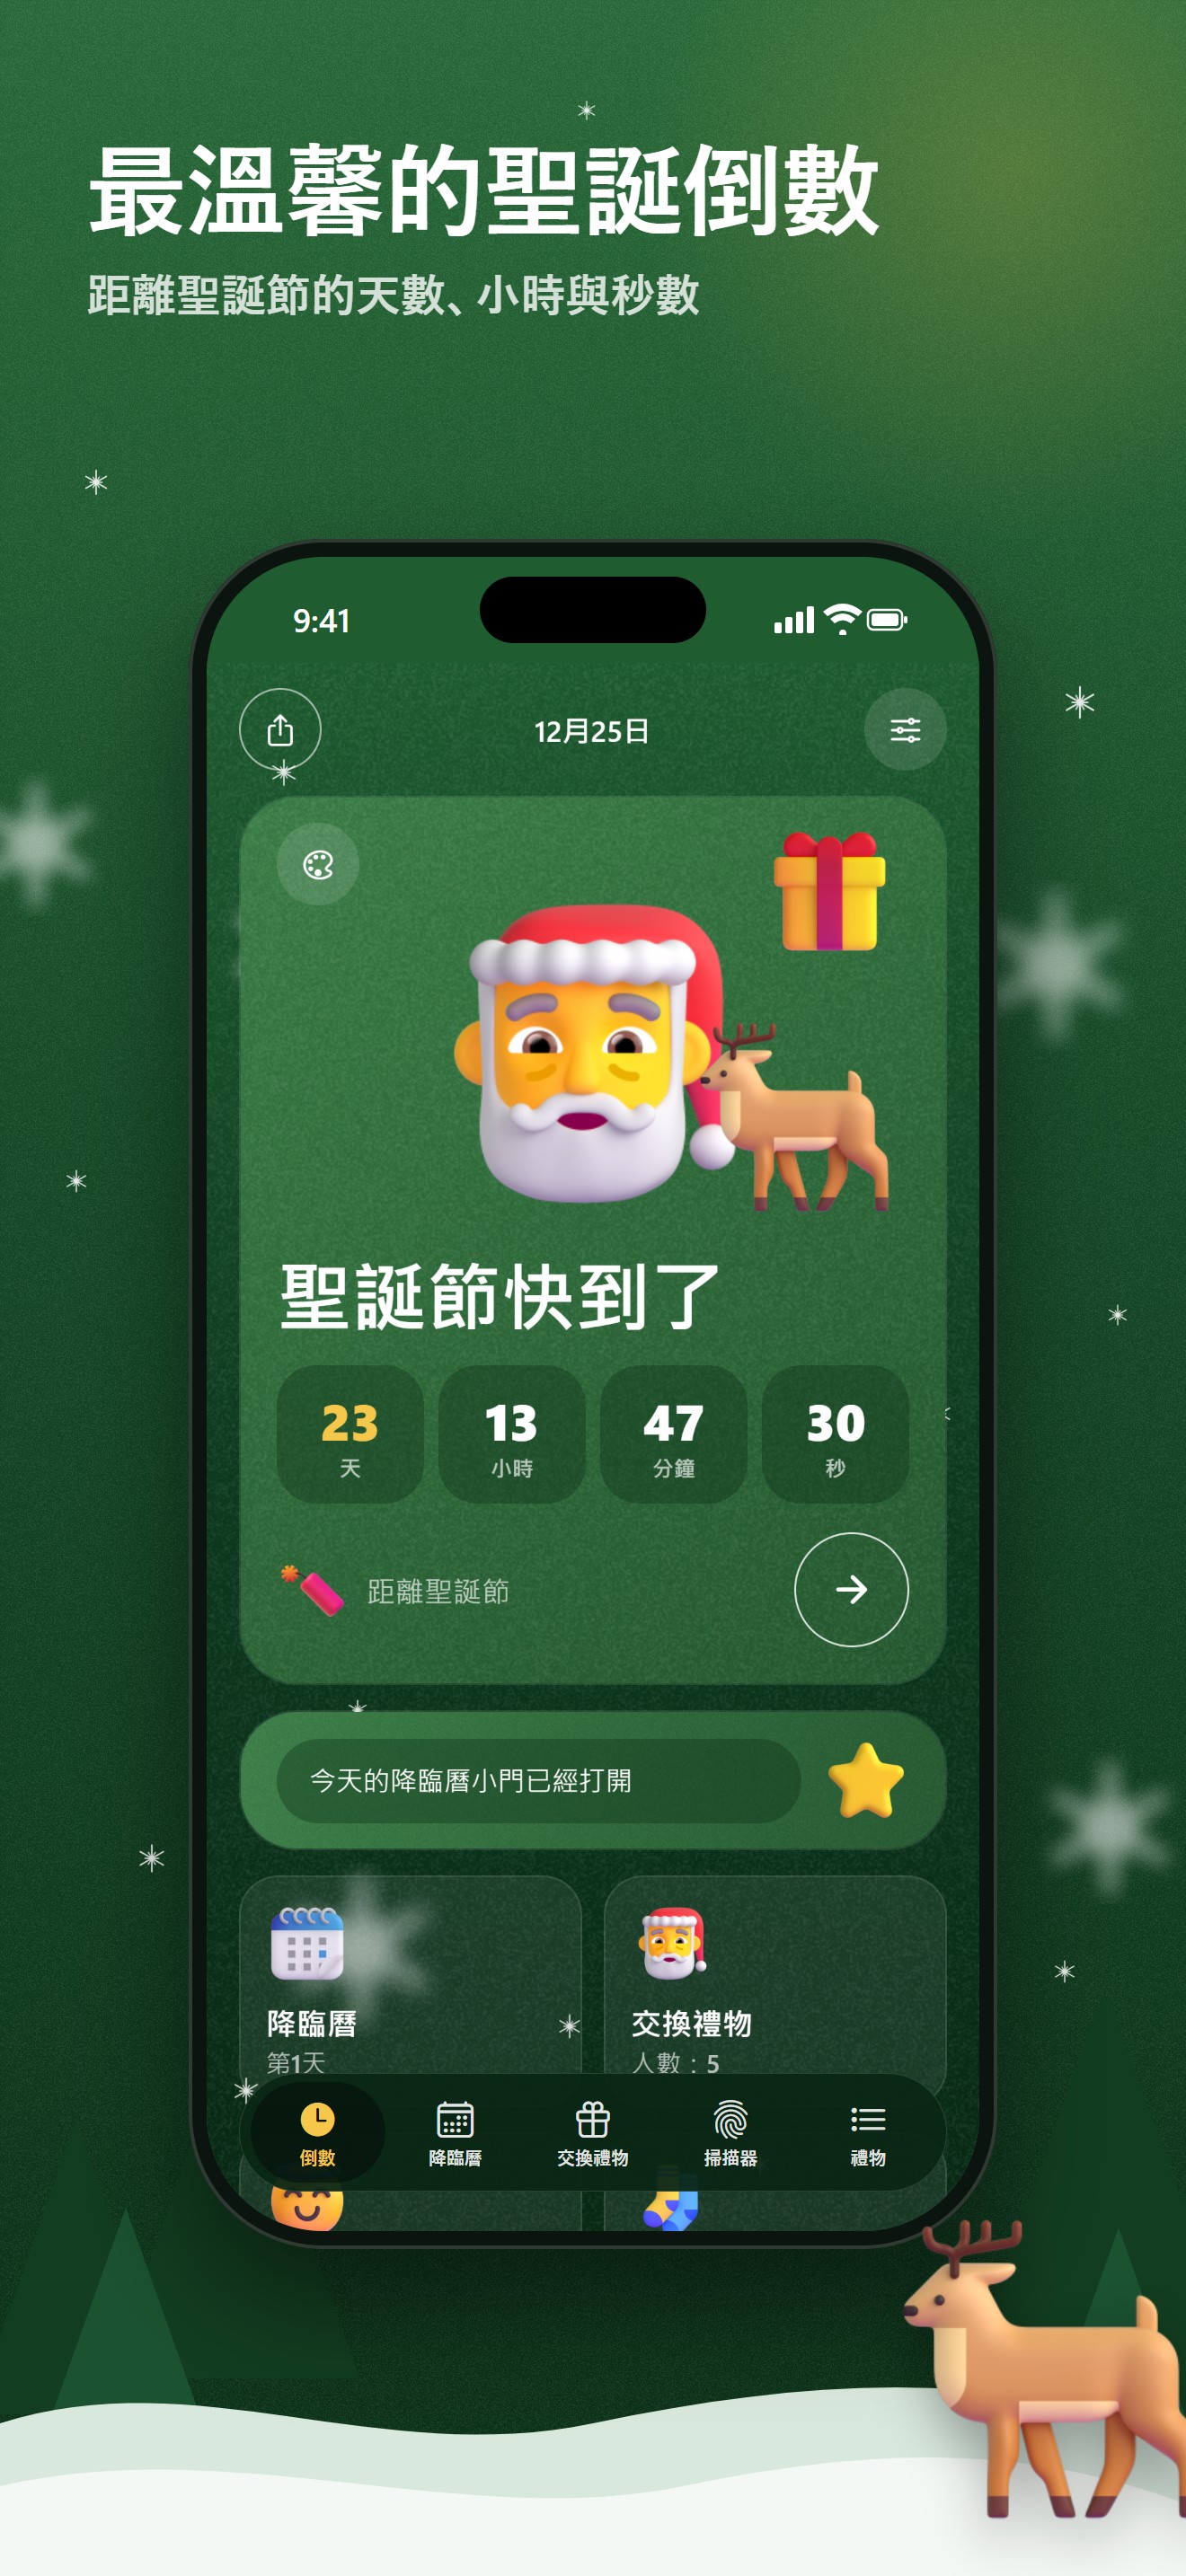 最溫馨的聖誕倒數
距離聖誕節的天數、小時與秒數
9:41
12月25日
聖誕節快到了
23 13 47 30
天 小時 分鐘 秒
距離聖誕節
今天的降臨曆小門已經打開
降臨曆 交換禮物
第1天 人數：5
倒數 降臨曆 交換禮物 掃描器 禮物